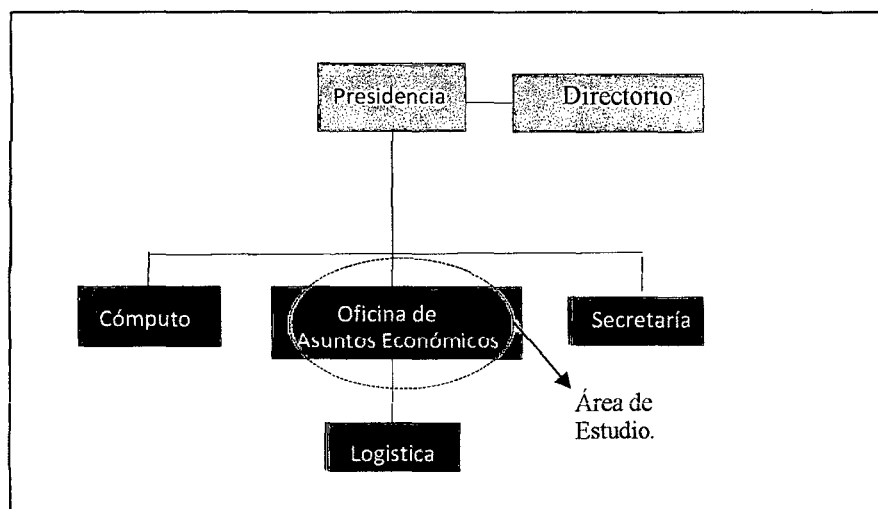 Presidencia
Directorio
Cómputo
Oficina de
Asuntos Económicos
Secretaría
Área de
Estudio.
Logistica